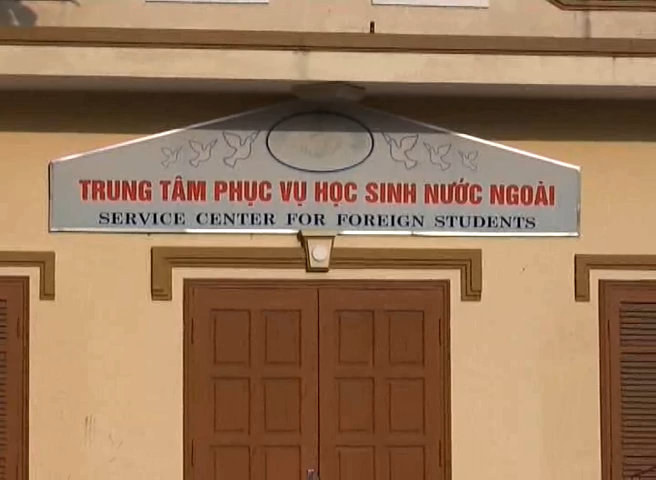 TRUNG TÂM PHỤC VỤ HỌC SINH NƯỚC NGOÀI
SERVICE CENTER FOR FOREIGN STUDENTS